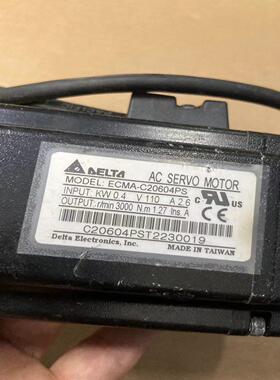 DELTA AC SERVO MOTOR
MODEL: ECMA-C20604PS
INPUT: KW 0.4 V 110 A 2.6
OUTPUT: r/min 3000 N.m 1.27 Ins. A
C US
C20604PST2230019
Delta Electronics, Inc. MADE IN TAIWAN